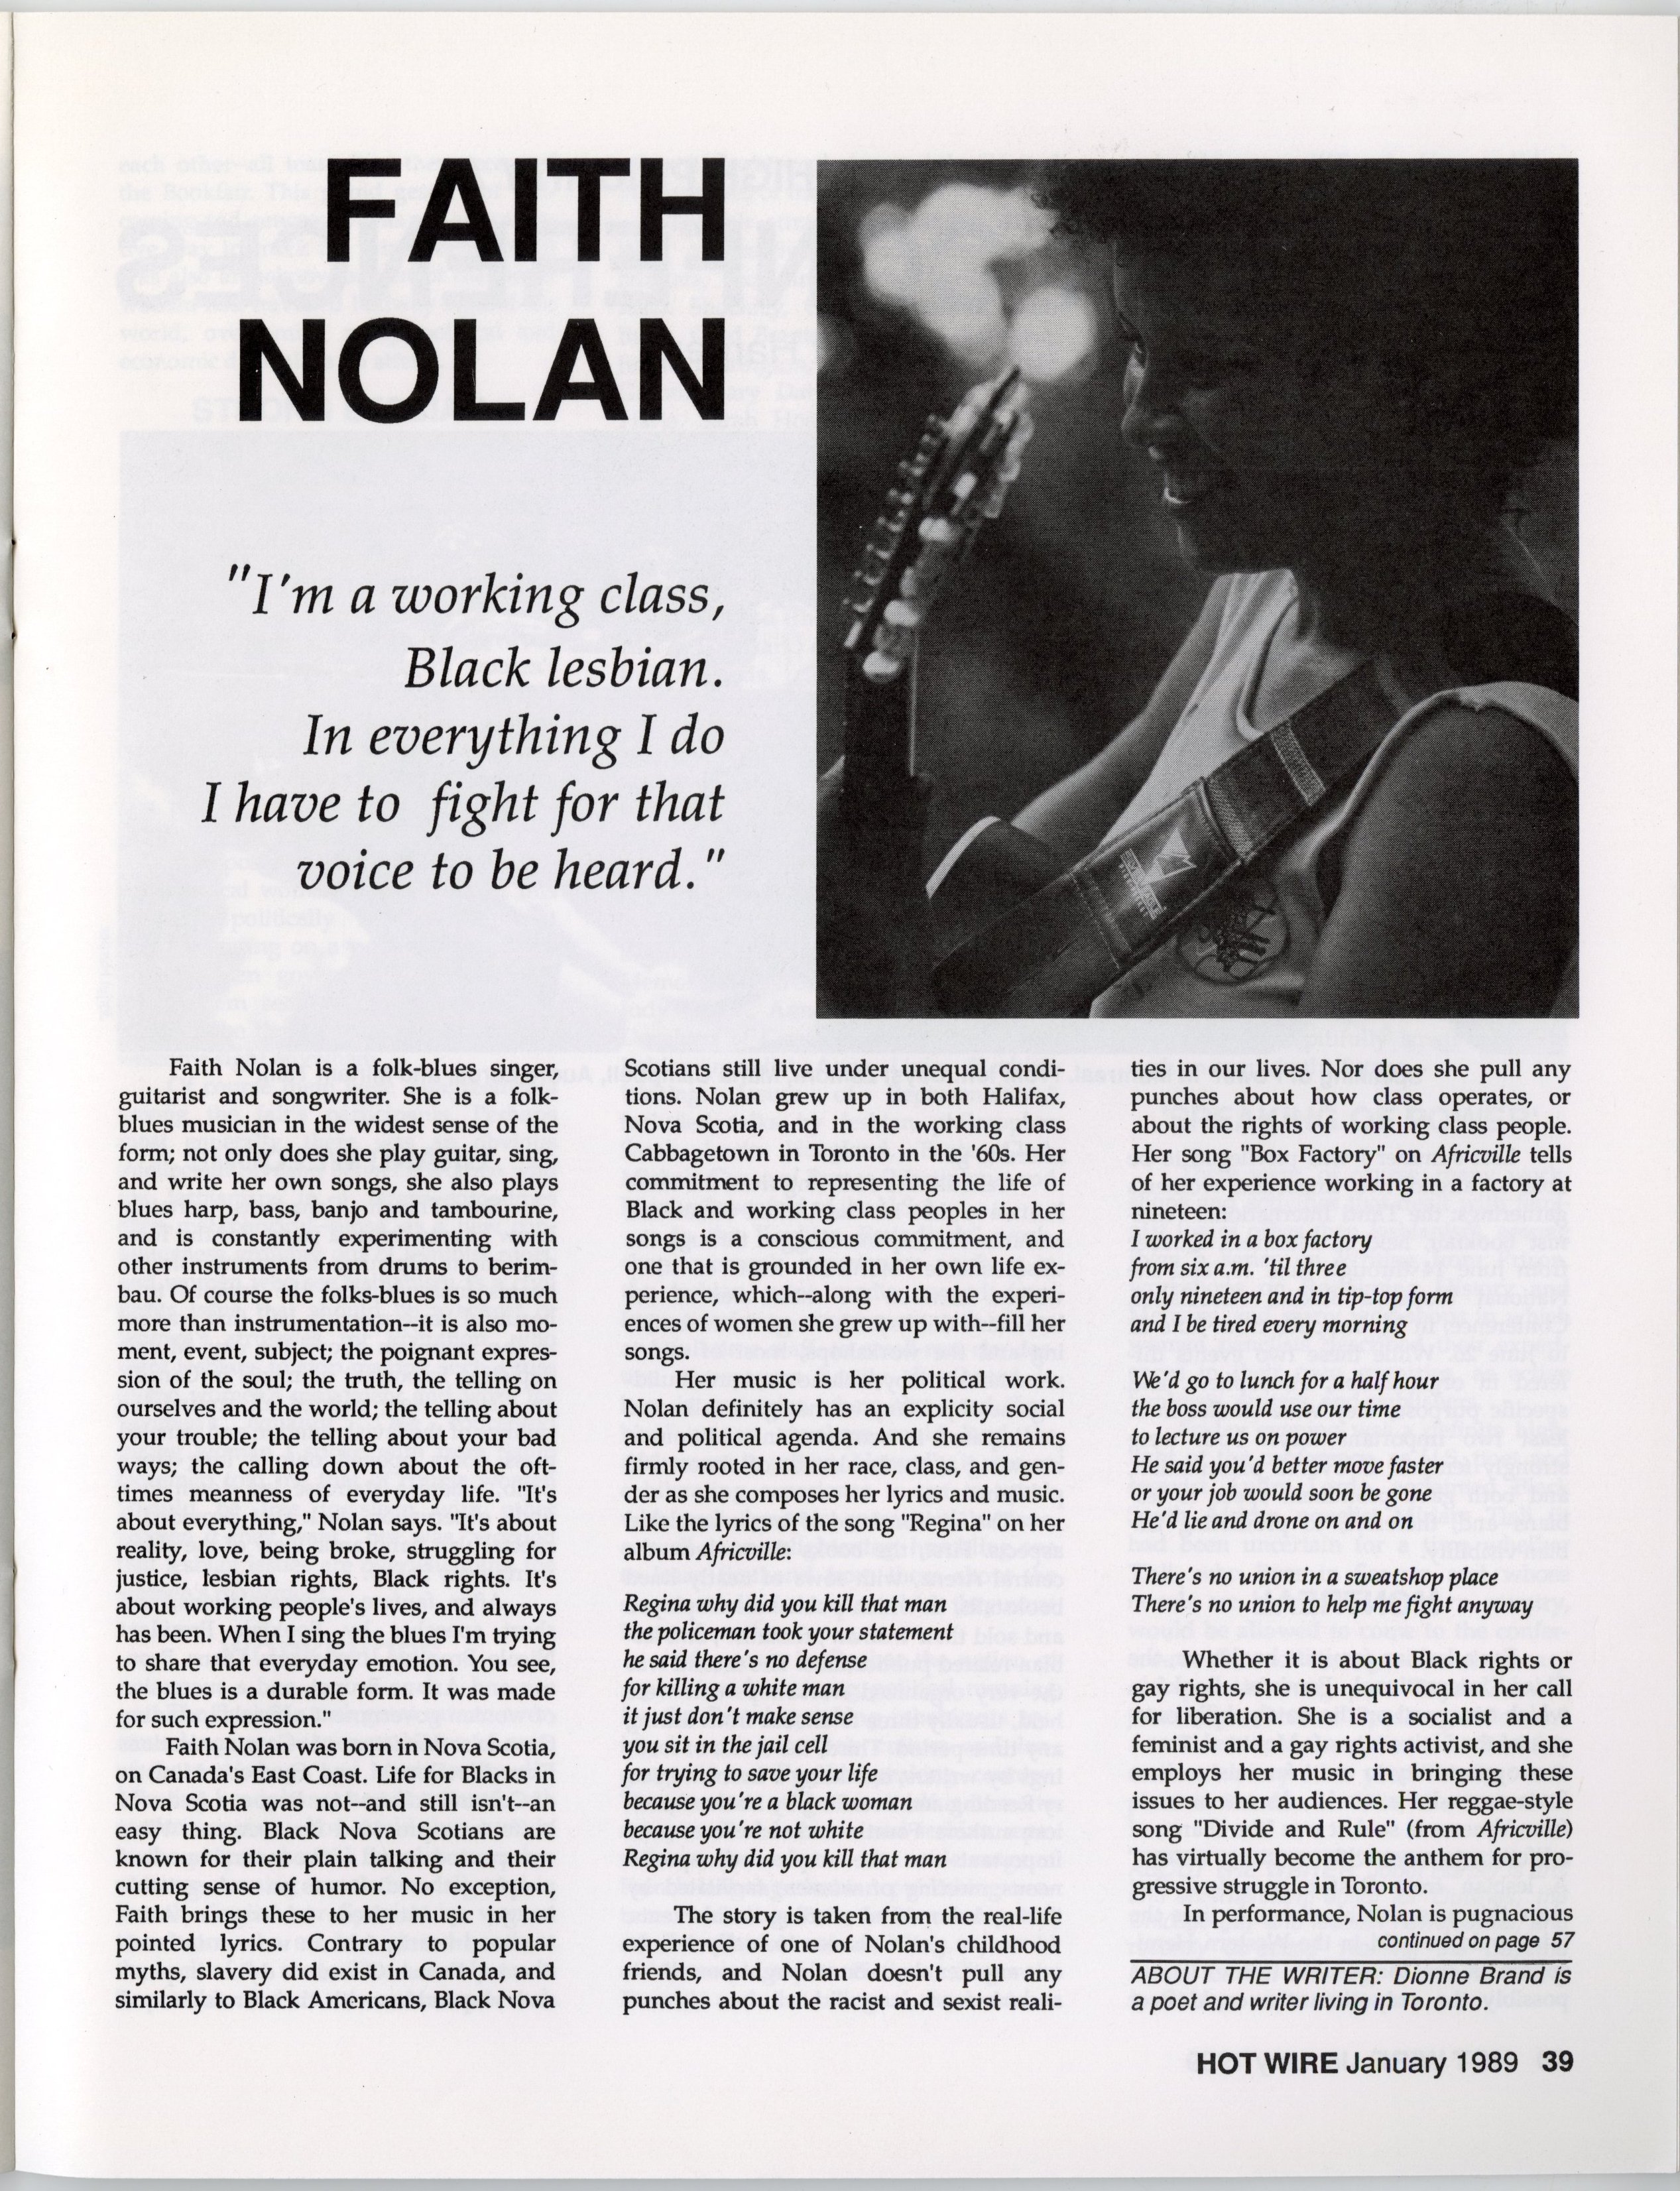 FAITH
NOLAN
"I'm a working class,
Black lesbian.
In everything I do
I have to fight for that
voice to be heard."
Faith Nolan is a folk-blues singer,
guitarist and songwriter. She is a folk-
blues musician in the widest sense of the
form; not only does she play guitar, sing,
and write her own songs, she also plays
blues harp, bass, banjo and tambourine,
and is constantly experimenting with
other instruments from drums to berim-
bau. Of course the folks-blues is so much
more than instrumentation--it is also mo-
ment, event, subject; the poignant expres-
sion of the soul; the truth, the telling on
ourselves and the world; the telling about
your trouble; the telling about your bad
ways; the calling down about the oft-
times meanness of everyday life. "It's
about everything," Nolan says. "It's about
reality, love, being broke, struggling for
justice, lesbian rights, Black rights. It's
about working people's lives, and always
has been. When I sing the blues I'm trying
to share that everyday emotion. You see,
the blues is a durable form. It was made
for such expression."
Faith Nolan was born in Nova Scotia,
on Canada's East Coast. Life for Blacks in
Nova Scotia was not--and still isn't--an
easy thing. Black Nova Scotians are
known for their plain talking and their
cutting sense of humor. No exception,
Faith brings these to her music in her
pointed lyrics. Contrary to popular
myths, slavery did exist in Canada, and
similarly to Black Americans, Black Nova
Scotians still live under unequal condi-
tions. Nolan grew up in both Halifax,
Nova Scotia, and in the working class
Cabbagetown in Toronto in the '60s. Her
commitment to representing the life of
Black and working class peoples in her
songs is a conscious commitment, and
one that is grounded in her own life ex-
perience, which--along with the experi-
ences of women she grew up with--fill her
songs.
Her music is her political work.
Nolan definitely has an explicity social
and political agenda. And she remains
firmly rooted in her race, class, and gen-
der as she composes her lyrics and music.
Like the lyrics of the song "Regina" on her
album Africville:
Regina why did you kill that man
the policeman took your statement
he said there's no defense
for killing a white man
it just don't make sense
you sit in the jail cell
for trying to save your life
because you're a black woman
because you're not white
Regina why did you kill that man
The story is taken from the real-life
experience of one of Nolan's childhood
friends, and Nolan doesn't pull any
punches about the racist and sexist reali-
ties in our lives. Nor does she pull any
punches about how class operates, or
about the rights of working class people.
Her song "Box Factory" on Africville tells
of her experience working in a factory at
nineteen:
I worked in a box factory
from six a.m. 'til three
only nineteen and in tip-top form
and I be tired every morning
We'd go to lunch for a half hour
the boss would use our time
to lecture us on power
He said you'd better move faster
or your job would soon be gone
He'd lie and drone on and on
There's no union in a sweatshop place
There's no union to help me fight anyway
Whether it is about Black rights or
gay rights, she is unequivocal in her call
for liberation. She is a socialist and a
feminist and a gay rights activist, and she
employs her music in bringing these
issues to her audiences. Her reggae-style
song "Divide and Rule" (from Africville)
has virtually become the anthem for pro-
gressive struggle in Toronto.
In performance, Nolan is pugnacious
continued on page 57
ABOUT THE WRITER: Dionne Brand is
a poet and writer living in Toronto.
HOT WIRE January 1989 39